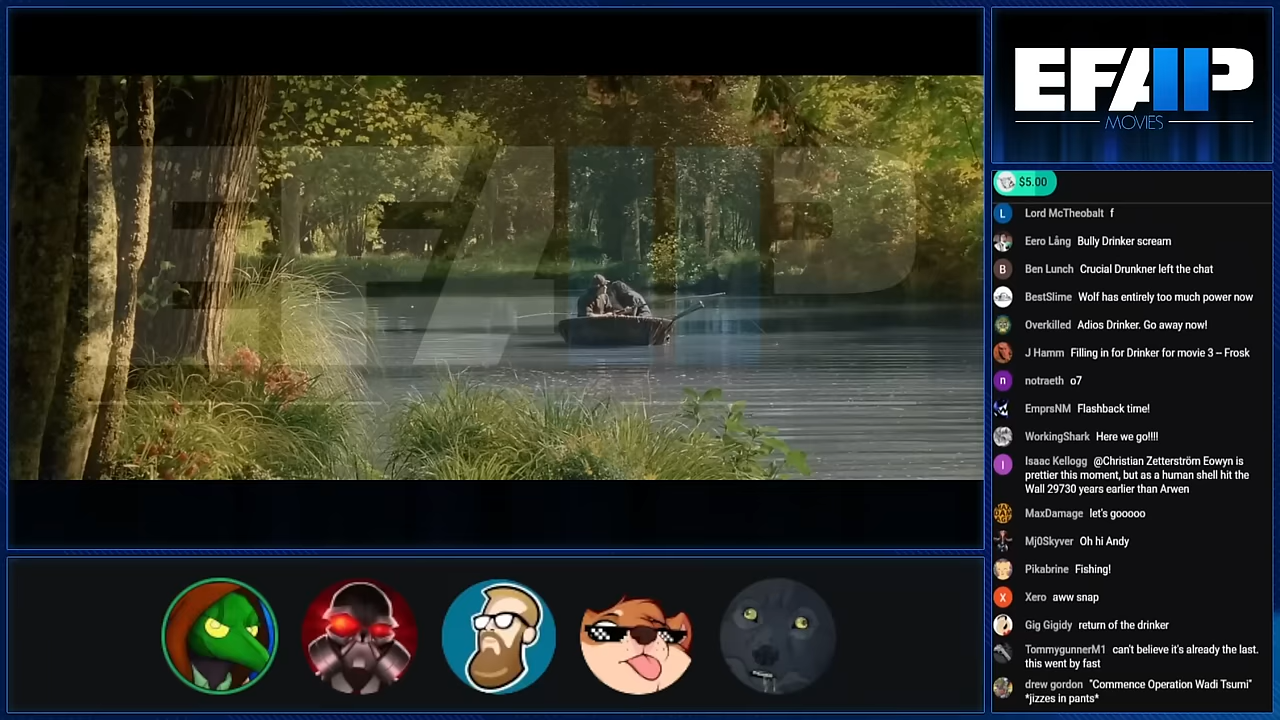 EFAP
MOVIES
EFAP
$5.00
L
Lord McTheobalt f
Eero Lång Bully Drinker scream
B
Ben Lunch Crucial Drunkner left the chat
BestSlime Wolf has entirely too much power now
Overkilled Adios Drinker. Go away now!
J Hamm Filling in for Drinker for movie 3 – Frosk
n
notraeth o7
EmprsNM Flashback time!
WorkingShark Here we go!!!!
I
Isaac Kellogg @Christian Zetterström Eowyn is
prettier this moment, but as a human shell hit the
Wall 29730 years earlier than Arwen
MaxDamage let's gooooo
Mj0Skyver Oh hi Andy
Pikabrine Fishing!
X
Xero aww snap
Gig Gigidy return of the drinker
TommygunnerM1 can't believe it's already the last.
this went by fast
drew gordon "Commence Operation Wadi Tsumi"
*jizzes in pants*